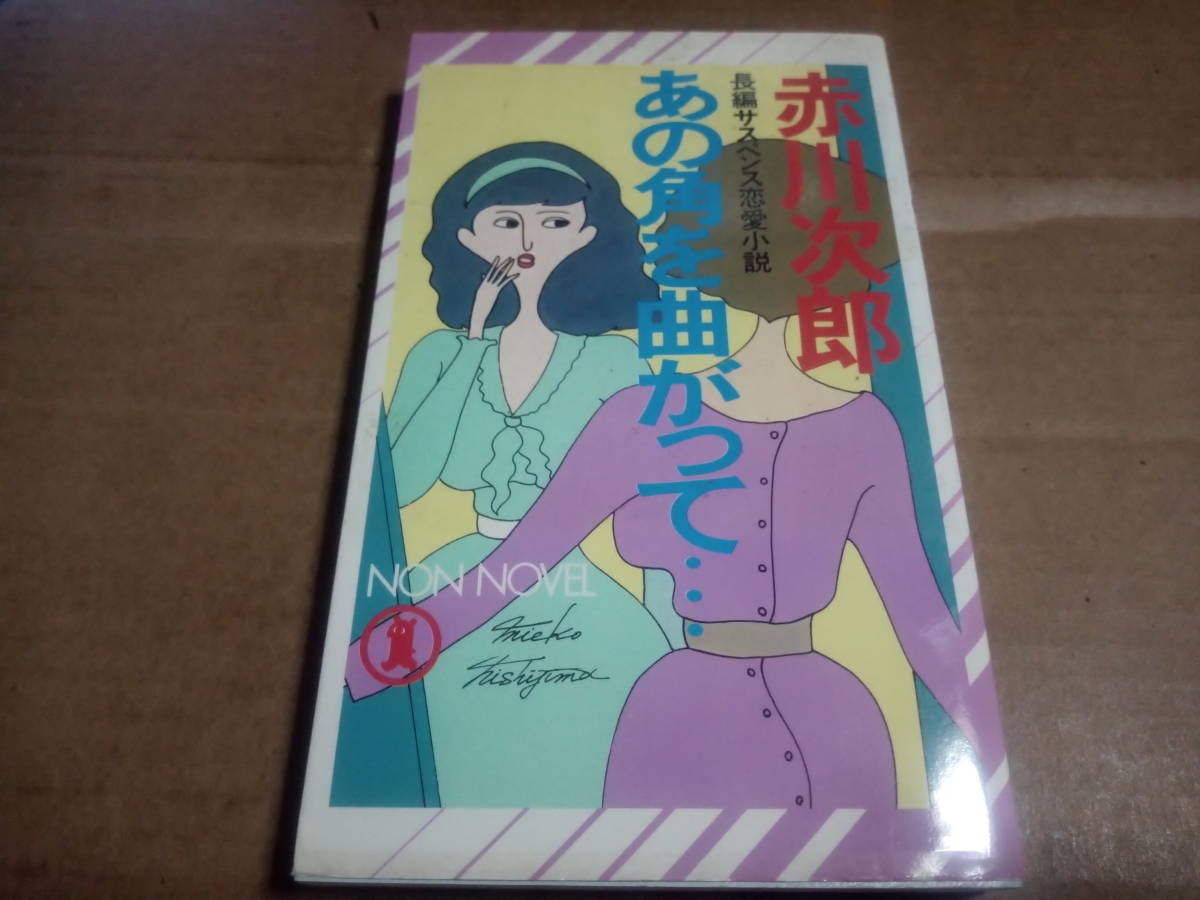 赤川次郎
長編サスペンス恋愛小説
あの角を曲がって…
NON NOVEL
Mieko
Nishijima